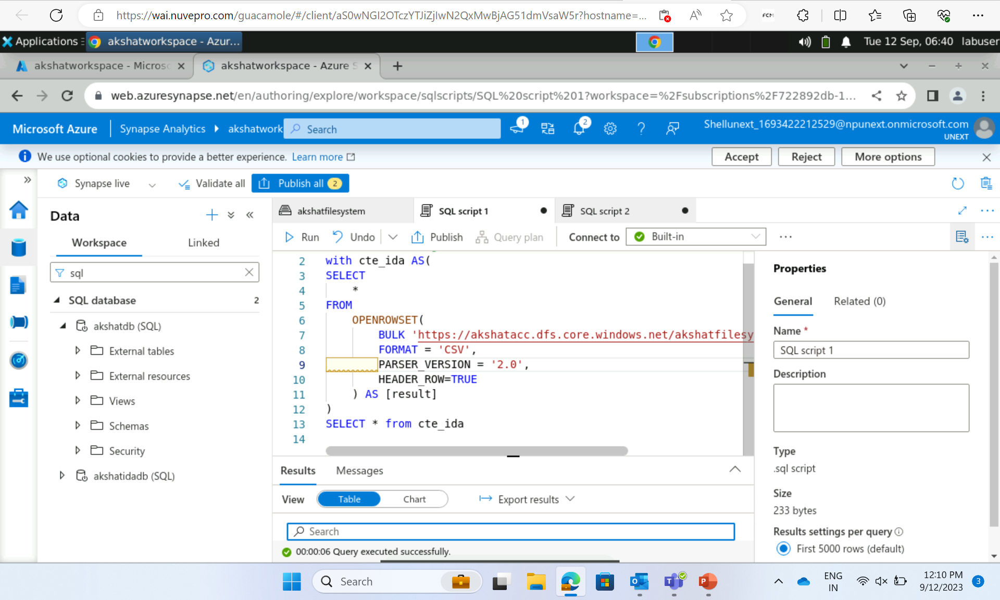 https://wai.nuvepro.com/guacamole/#/client/aS0wNGI2OTczYTJiZjIwN2QxMwBjAG51dmVsaW5r?hostname=...
FCM
Applications
akshatworkspace - Azur...
Tue 12 Sep, 06:40 labuser
akshatworkspace - Microso
akshatworkspace - Azure S
web.azuresynapse.net/en/authoring/explore/workspace/sqlscripts/SQL%20script%201?workspace=%2Fsubscriptions%2F722892db-1...
Microsoft Azure
Synapse Analytics
akshatwork
Search
1
2
Shellunext_1693422212529@npunext.onmicrosoft.com
UNEXT
We use optional cookies to provide a better experience. Learn more
Accept
Reject
More options
Synapse live
Validate all
Publish all 2
Data
akshatfilesystem
SQL script 1
SQL script 2
Workspace
Linked
Run
Undo
Publish
Query plan
Connect to
Built-in
sql
SQL database 2
akshatdb (SQL)
External tables
External resources
Views
Schemas
Security
akshatidadb (SQL)
2 with cte_ida AS(
3 SELECT
4 *
5 FROM
6 OPENROWSET(
7 BULK 'https://akshatacc.dfs.core.windows.net/akshatfilesy
8 FORMAT = 'CSV',
9 PARSER_VERSION = '2.0',
10 HEADER_ROW=TRUE
11 ) AS [result]
12 )
13 SELECT * from cte_ida
14
Results
Messages
View
Table
Chart
Export results
Search
00:00:06 Query executed successfully.
Properties
General
Related (0)
Name *
SQL script 1
Description
Type
.sql script
Size
233 bytes
Results settings per query
First 5000 rows (default)
Search
ENG
IN
12:10 PM
9/12/2023
3